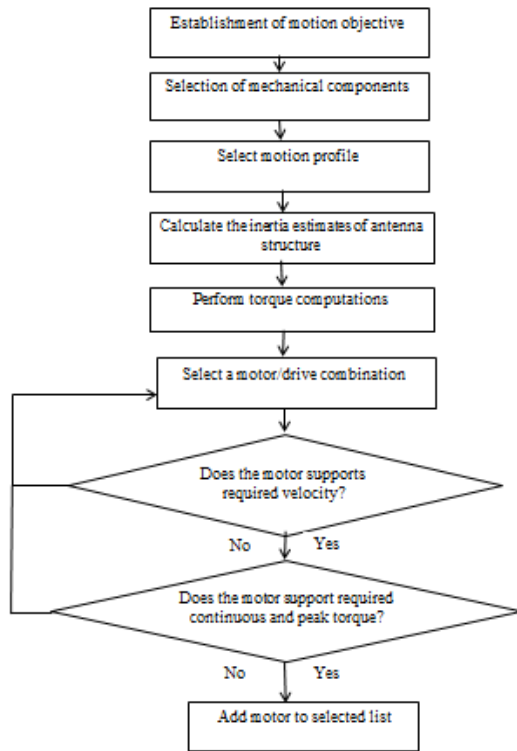 Establishment of motion objective
Selection of mechanical components
Select motion profile
Calculate the inertia estimates of antenna
structure
Perform torque computations
Select a motor/drive combination
Does the motor supports
required velocity?
No Yes
Does the motor support required
continuous and peak torque?
No Yes
Add motor to selected list